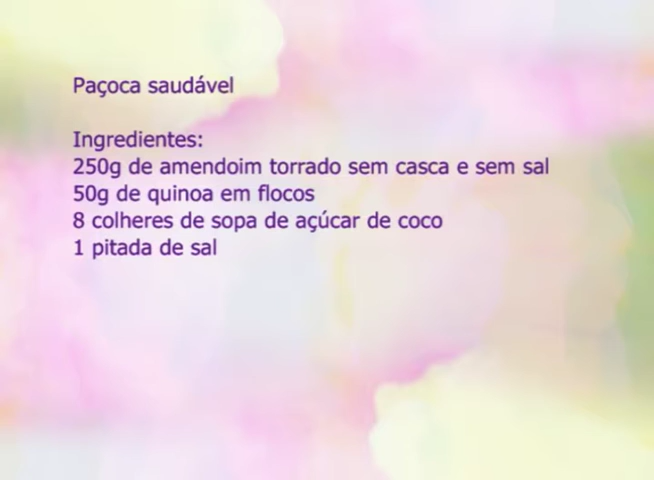 Paçoca saudável
Ingredientes:
250g de amendoim torrado sem casca e sem sal
50g de quinoa em flocos
8 colheres de sopa de açúcar de coco
1 pitada de sal